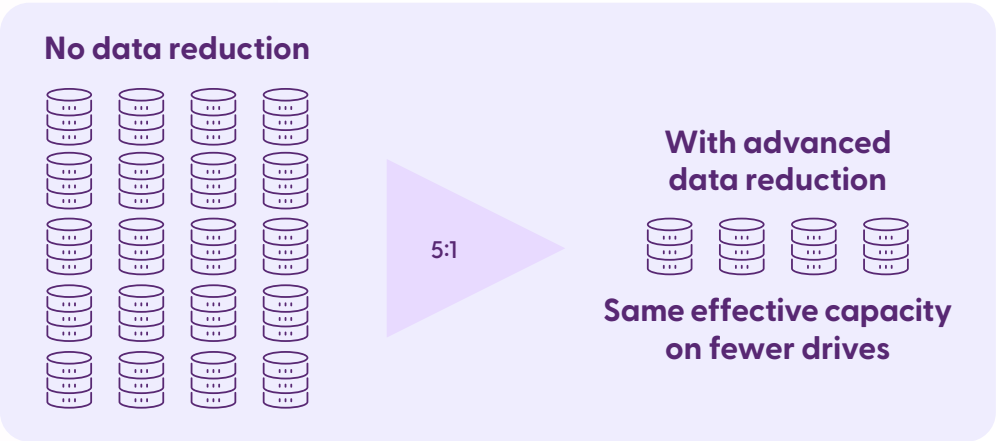 No data reduction
5:1
With advanced
data reduction
Same effective capacity
on fewer drives